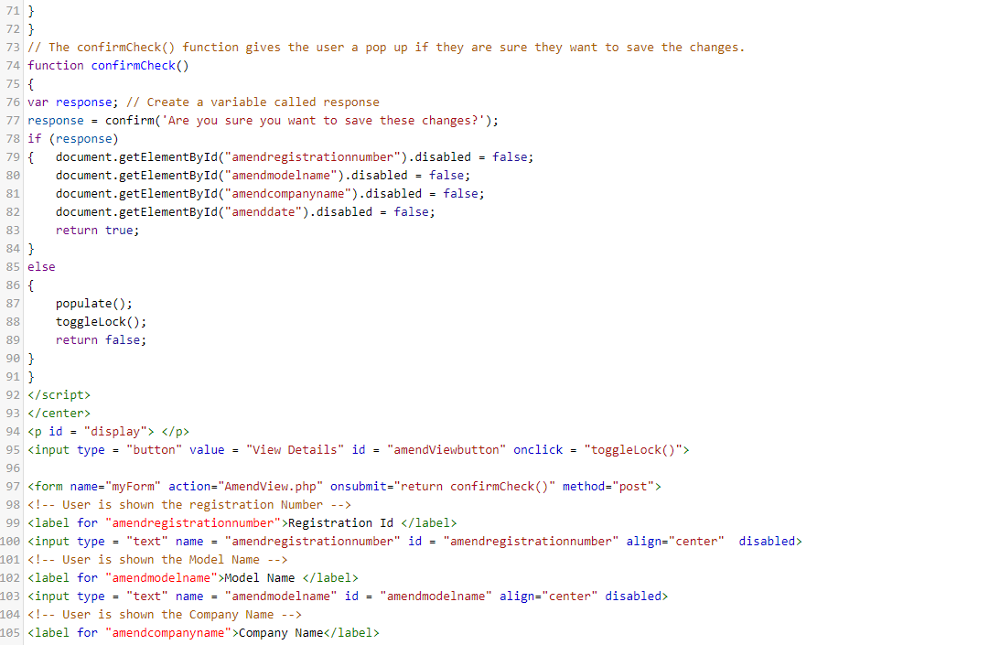 71 }
72 }
73 // The confirmCheck() function gives the user a pop up if they are sure they want to save the changes.
74 function confirmCheck()
75 {
76 var response; // Create a variable called response
77 response = confirm('Are you sure you want to save these changes?');
78 if (response)
79 {   document.getElementById("amendregistrationnumber").disabled = false;
80     document.getElementById("amendmodelname").disabled = false;
81     document.getElementById("amendcompanyname").disabled = false;
82     document.getElementById("amenddate").disabled = false;
83     return true;
84 }
85 else
86 {
87     populate();
88     toggleLock();
89     return false;
90 }
91 }
92 </script>
93 </center>
94 <p id = "display"> </p>
95 <input type = "button" value = "View Details" id = "amendViewbutton" onclick = "toggleLock()">
96
97 <form name="myForm" action="AmendView.php" onsubmit="return confirmCheck()" method="post">
98 <!-- User is shown the registration Number -->
99 <label for "amendregistrationnumber">Registration Id </label>
100 <input type = "text" name = "amendregistrationnumber" id = "amendregistrationnumber" align="center"  disabled>
101 <!-- User is shown the Model Name -->
102 <label for "amendmodelname">Model Name </label>
103 <input type = "text" name = "amendmodelname" id = "amendmodelname" align="center" disabled>
104 <!-- User is shown the Company Name -->
105 <label for "amendcompanyname">Company Name</label>